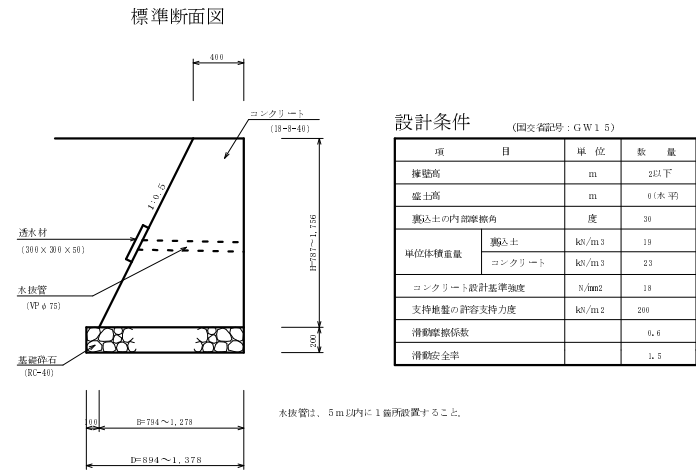 標準断面図
400
コンクリート
(18-8-40)
1:0.5
透水材
(300×300×50)
水抜管
(VPφ75)
H=787～1,756
200
基礎砕石
(RC-40)
100
B=794～1,278
D=894～1,378
水抜管は、5m以内に1箇所設置すること。
設計条件 (国交省記号：GW15)
項 目 単 位 数 量
擁壁高 m 2以下
盛土高 m 0(水平)
裏込土の内部摩擦角 度 30
単位体積重量 裏込土 kN/m3 19
コンクリート kN/m3 23
コンクリート設計基準強度 N/mm2 18
支持地盤の許容支持力度 kN/m2 200
滑動摩擦係数 0.6
滑動安全率 1.5